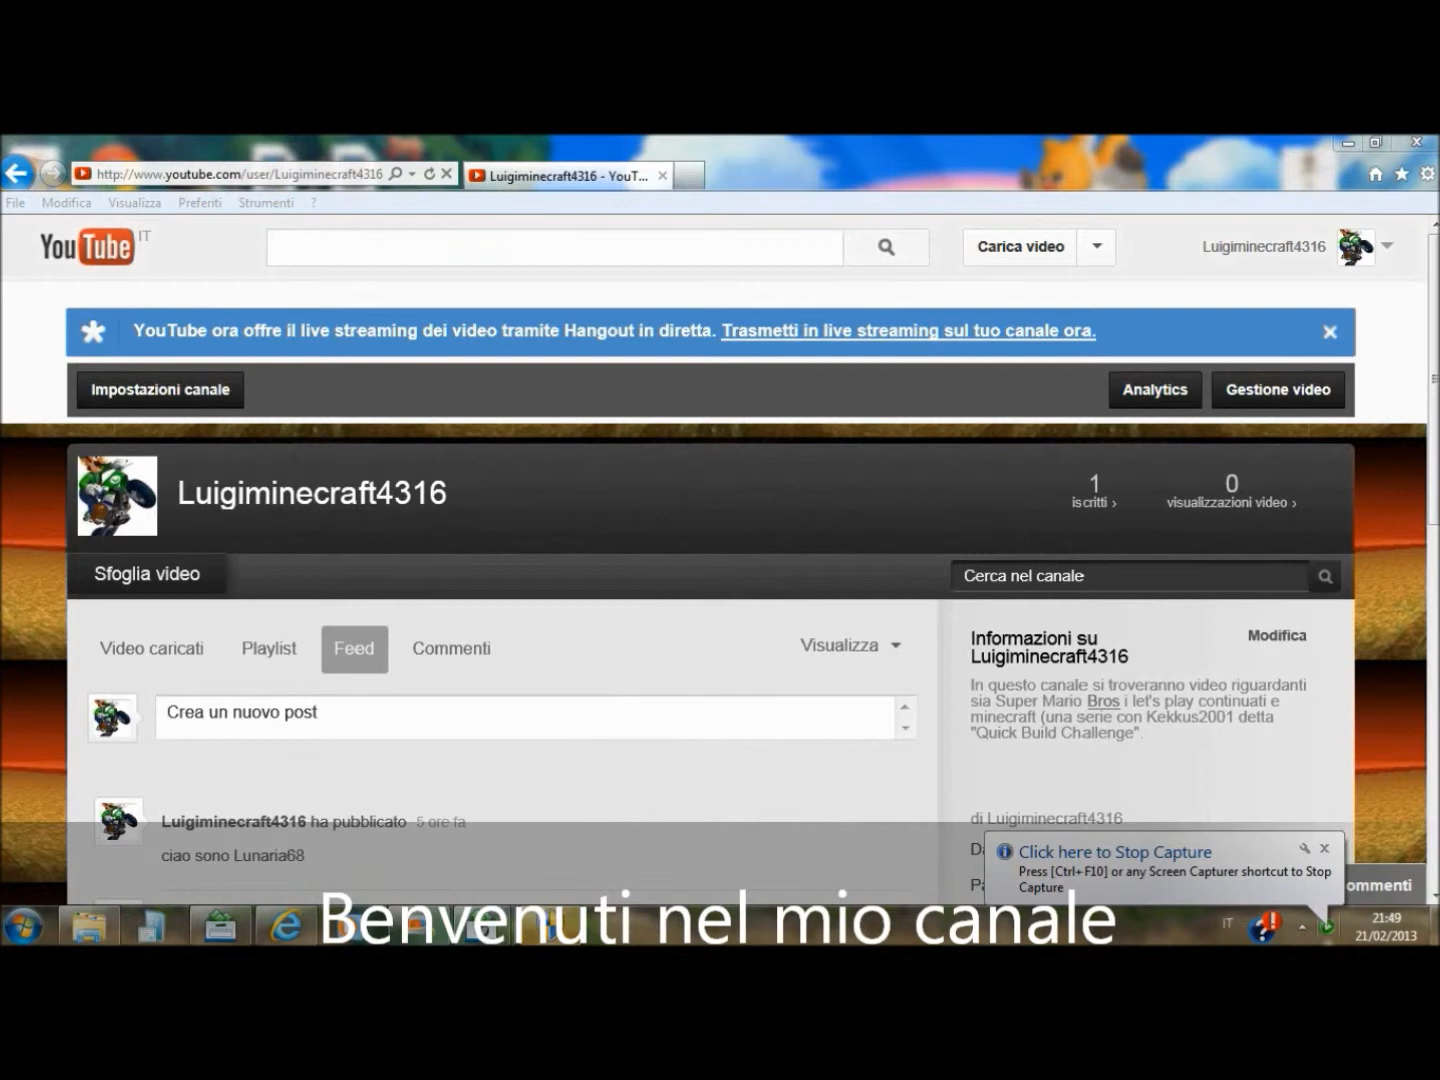 http://www.youtube.com/user/Luigiminecraft4316
Luigiminecraft4316 - YouT...
File Modifica Visualizza Preferiti Strumenti ?
YouTube IT
Carica video
Luigiminecraft4316
YouTube ora offre il live streaming dei video tramite Hangout in diretta. Trasmetti in live streaming sul tuo canale ora.
Impostazioni canale
Analytics
Gestione video
Luigiminecraft4316
1
iscritti ›
0
visualizzazioni video ›
Sfoglia video
Cerca nel canale
Video caricati Playlist Feed Commenti
Visualizza
Crea un nuovo post
Luigiminecraft4316 ha pubblicato 5 ore fa
ciao sono Lunaria68
Informazioni su
Luigiminecraft4316
Modifica
In questo canale si troveranno video riguardanti
sia Super Mario Bros i let's play continuati e
minecraft (una serie con Kekkus2001 detta
"Quick Build Challenge".
di Luigiminecraft4316
Click here to Stop Capture
Press [Ctrl+F10] or any Screen Capturer shortcut to Stop
Capture
ommenti
Benvenuti nel mio canale
IT
21:49
21/02/2013